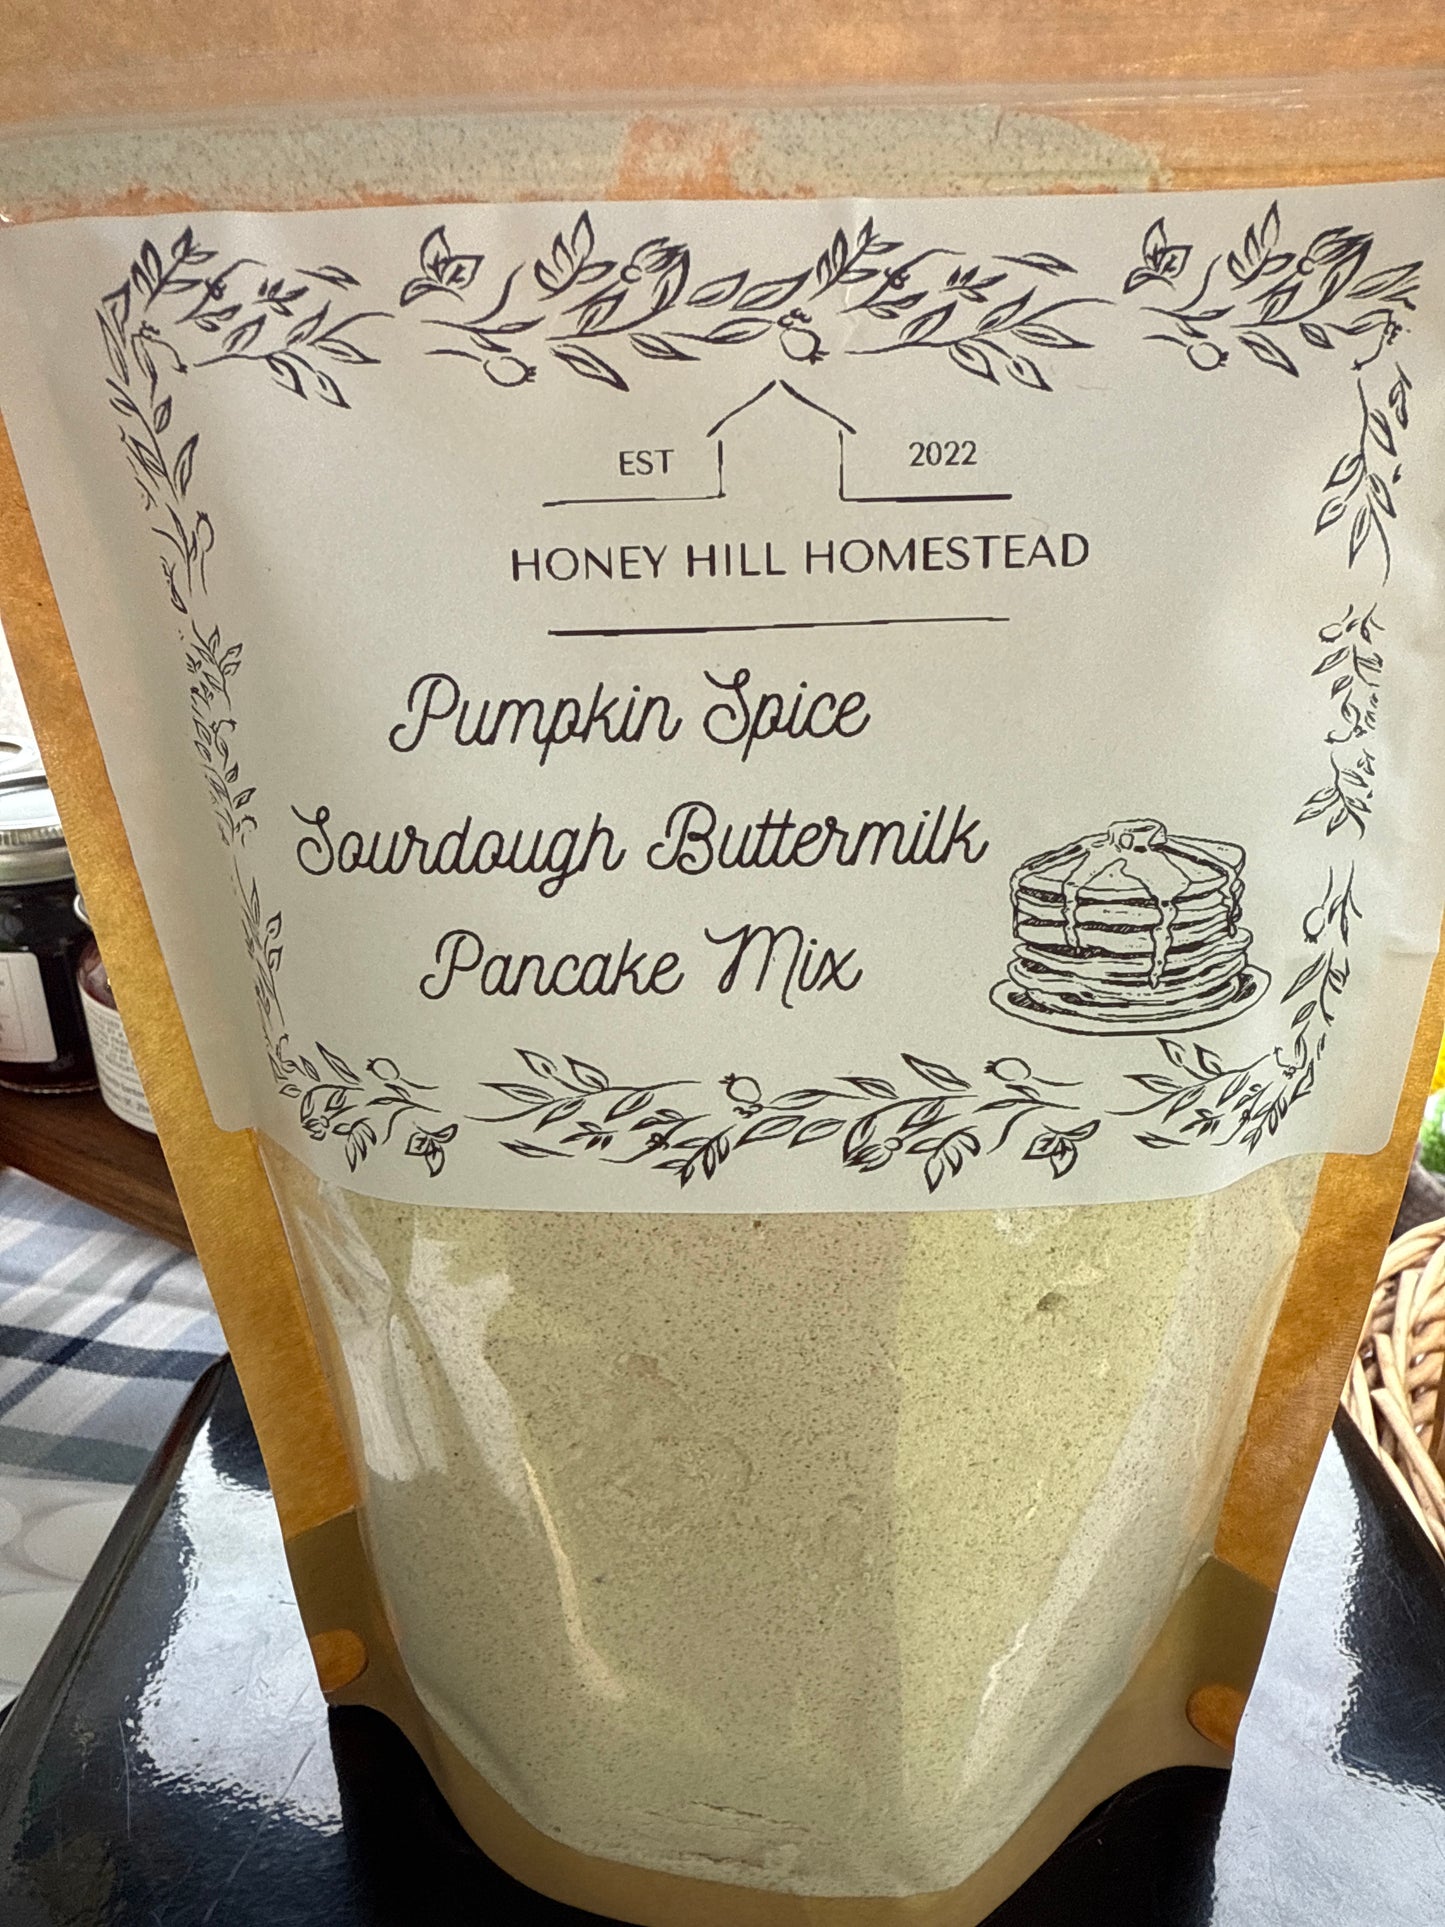 EST 2022
HONEY HILL HOMESTEAD
Pumpkin Spice
Sourdough Buttermilk
Pancake Mix